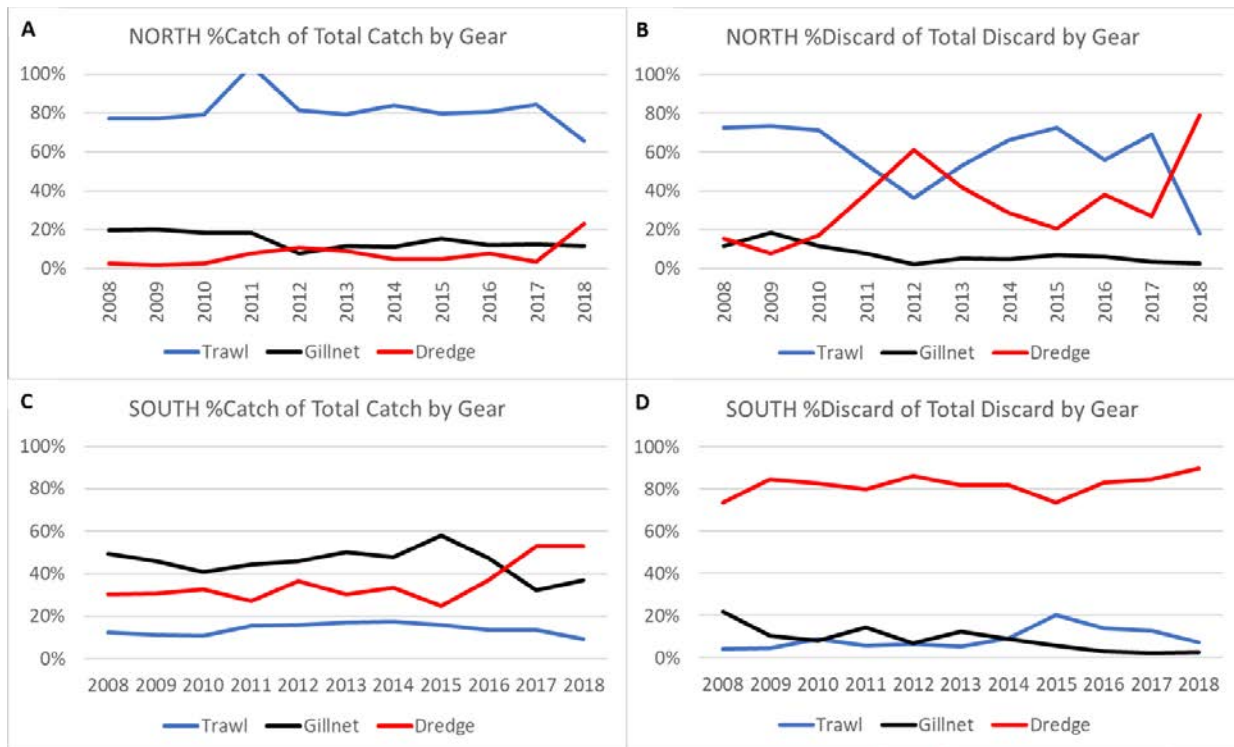 A
NORTH %Catch of Total Catch by Gear
100%
80%
60%
40%
20%
0%
2008 2009 2010 2011 2012 2013 2014 2015 2016 2017 2018
Trawl Gillnet Dredge
B
NORTH %Discard of Total Discard by Gear
100%
80%
60%
40%
20%
0%
2008 2009 2010 2011 2012 2013 2014 2015 2016 2017 2018
Trawl Gillnet Dredge
C
SOUTH %Catch of Total Catch by Gear
100%
80%
60%
40%
20%
0%
2008 2009 2010 2011 2012 2013 2014 2015 2016 2017 2018
Trawl Gillnet Dredge
D
SOUTH %Discard of Total Discard by Gear
100%
80%
60%
40%
20%
0%
2008 2009 2010 2011 2012 2013 2014 2015 2016 2017 2018
Trawl Gillnet Dredge